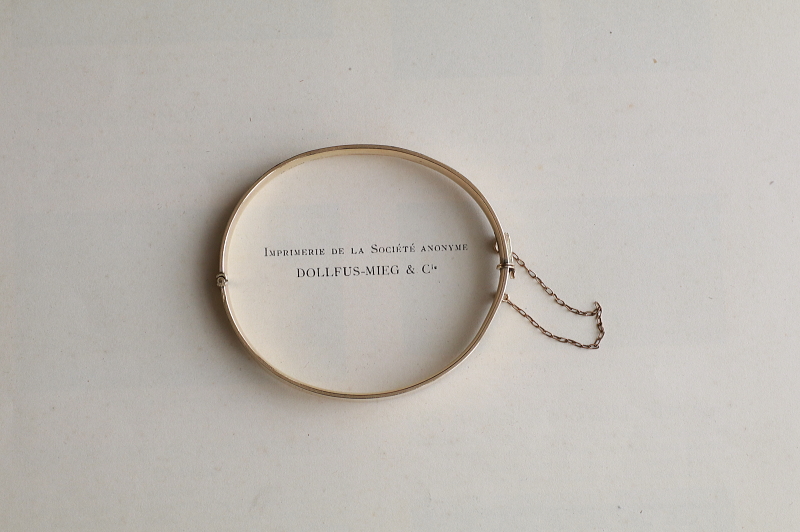 Imprimerie de la Société anonyme
DOLLFUS-MIEG & Cie